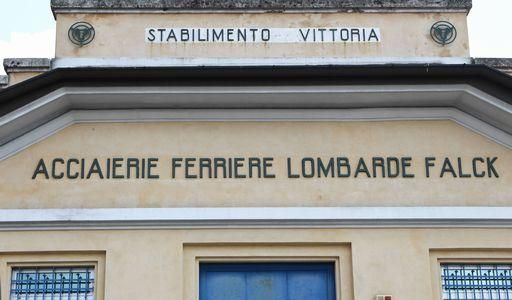 STABILIMENTO VITTORIA
ACCIAIERIE FERRIERE LOMBARDE FALCK